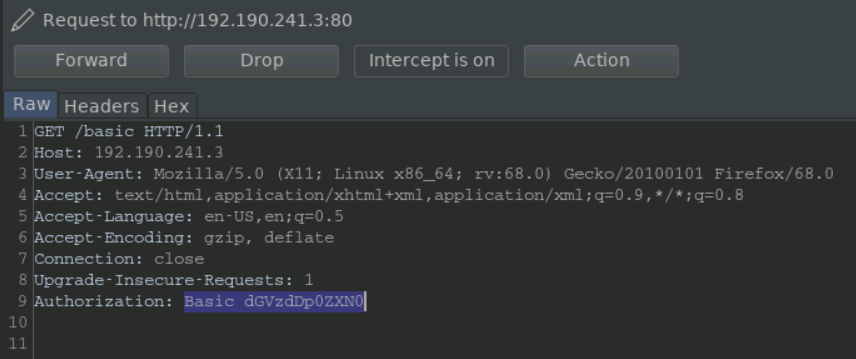 Request to http://192.190.241.3:80
Forward Drop Intercept is on Action
Raw Headers Hex
1 GET /basic HTTP/1.1
2 Host: 192.190.241.3
3 User-Agent: Mozilla/5.0 (X11; Linux x86_64; rv:68.0) Gecko/20100101 Firefox/68.0
4 Accept: text/html,application/xhtml+xml,application/xml;q=0.9,*/*;q=0.8
5 Accept-Language: en-US,en;q=0.5
6 Accept-Encoding: gzip, deflate
7 Connection: close
8 Upgrade-Insecure-Requests: 1
9 Authorization: Basic dGVzdDp0ZXN0
10
11